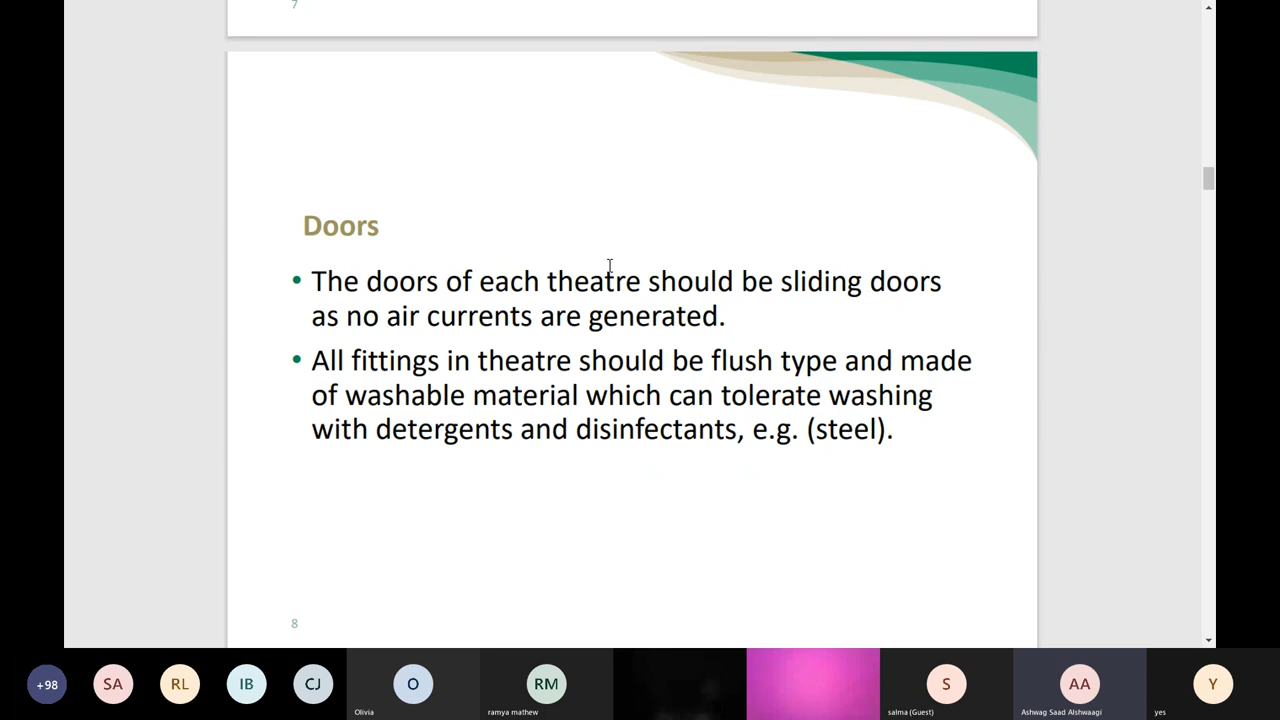 7
Doors
• The doors of each theatre should be sliding doors
as no air currents are generated.
• All fittings in theatre should be flush type and made
of washable material which can tolerate washing
with detergents and disinfectants, e.g. (steel).
8
+98 SA RL IB CJ O RM S AA Y
Olivia ramya mathew salma (Guest) Ashwag Saad Alshwaagi yes